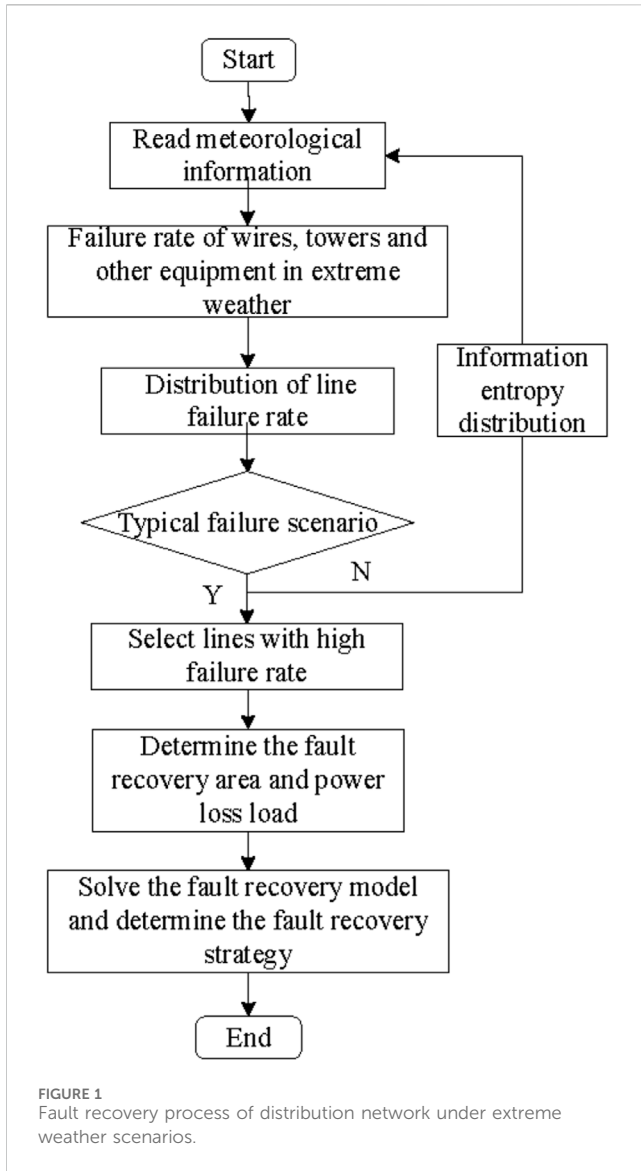 Start
Read meteorological
information
Failure rate of wires, towers and
other equipment in extreme
weather
Distribution of line
failure rate
Information
entropy
distribution
Typical failure scenario
N
Y
Select lines with high
failure rate
Determine the fault
recovery area and power
loss load
Solve the fault recovery model
and determine the fault recovery
strategy
End
FIGURE 1
Fault recovery process of distribution network under extreme
weather scenarios.